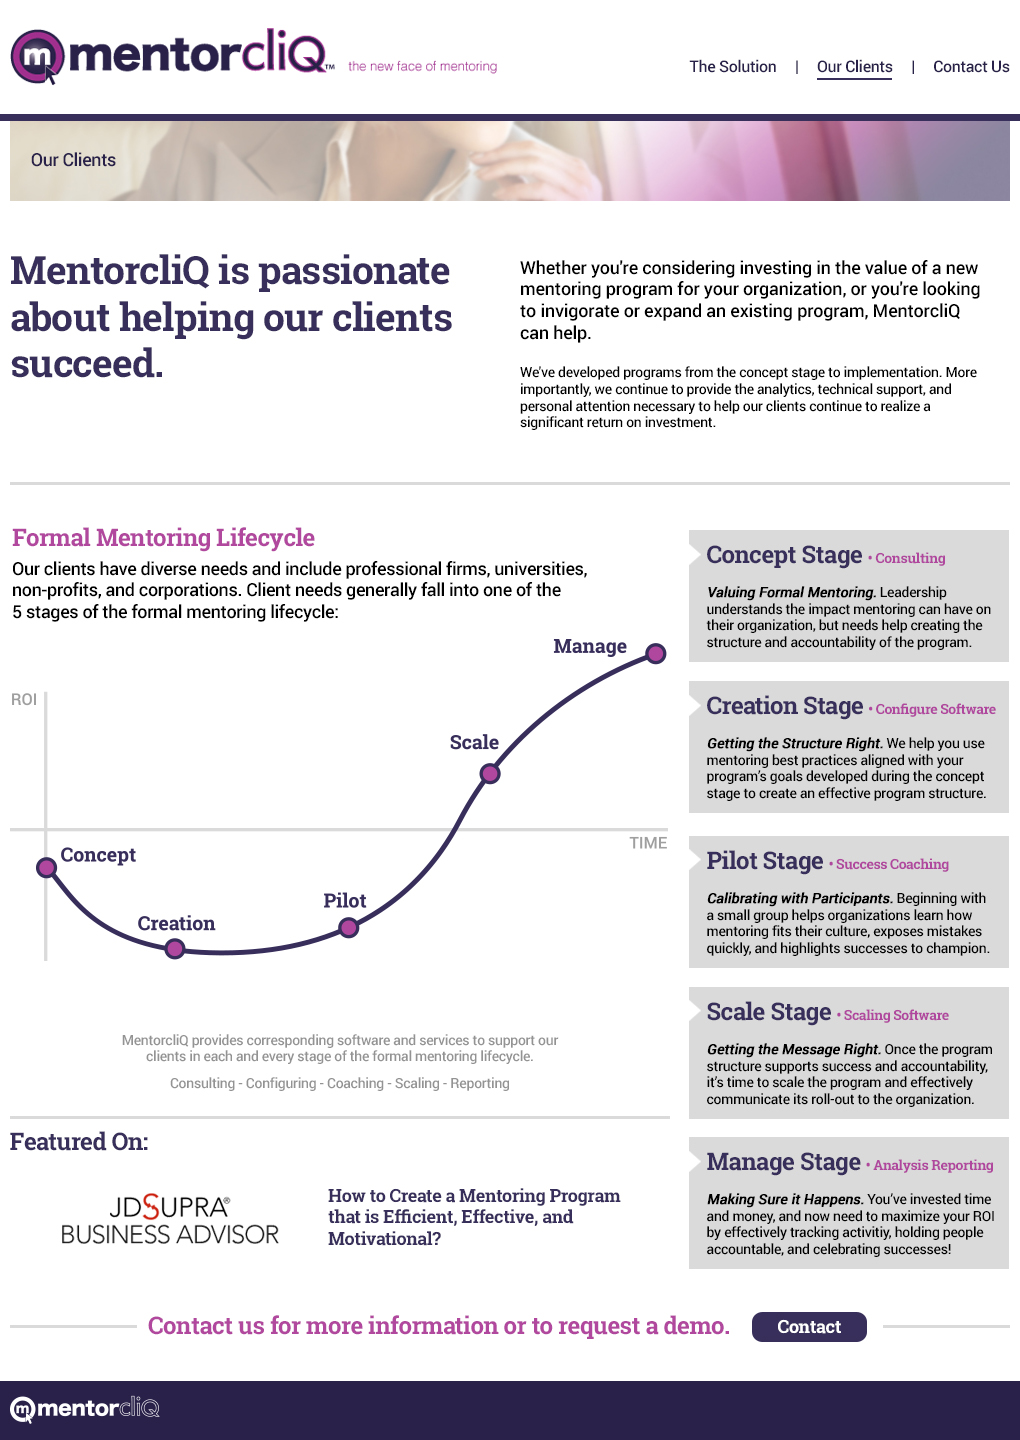 mentorcliQ™ the new face of mentoring
The Solution | Our Clients | Contact Us
Our Clients
MentorcliQ is passionate
about helping our clients
succeed.
Whether you're considering investing in the value of a new
mentoring program for your organization, or you're looking
to invigorate or expand an existing program, MentorcliQ
can help.
We've developed programs from the concept stage to implementation. More
importantly, we continue to provide the analytics, technical support, and
personal attention necessary to help our clients continue to realize a
significant return on investment.
Formal Mentoring Lifecycle
Our clients have diverse needs and include professional firms, universities,
non-profits, and corporations. Client needs generally fall into one of the
5 stages of the formal mentoring lifecycle:
Manage
ROI
Scale
TIME
Concept
Pilot
Creation
MentorcliQ provides corresponding software and services to support our
clients in each and every stage of the formal mentoring lifecycle.
Consulting - Configuring - Coaching - Scaling - Reporting
Concept Stage • Consulting
Valuing Formal Mentoring. Leadership
understands the impact mentoring can have on
their organization, but needs help creating the
structure and accountability of the program.
Creation Stage • Configure Software
Getting the Structure Right. We help you use
mentoring best practices aligned with your
program's goals developed during the concept
stage to create an effective program structure.
Pilot Stage • Success Coaching
Calibrating with Participants. Beginning with
a small group helps organizations learn how
mentoring fits their culture, exposes mistakes
quickly, and highlights successes to champion.
Scale Stage • Scaling Software
Getting the Message Right. Once the program
structure supports success and accountability,
it's time to scale the program and effectively
communicate its roll-out to the organization.
Manage Stage • Analysis Reporting
Making Sure it Happens. You've invested time
and money, and now need to maximize your ROI
by effectively tracking activitiy, holding people
accountable, and celebrating successes!
Featured On:
JDSUPRA®
BUSINESS ADVISOR
How to Create a Mentoring Program
that is Efficient, Effective, and
Motivational?
Contact us for more information or to request a demo.
Contact
mentorcliQ